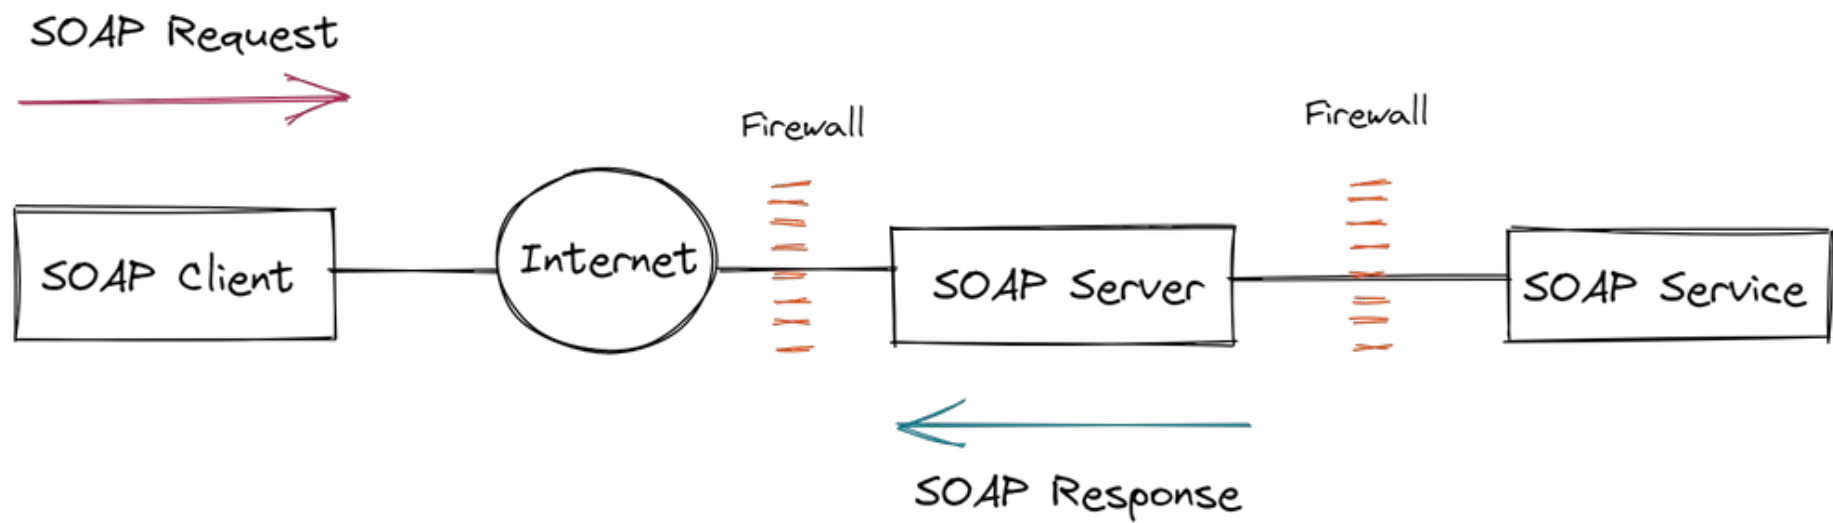 SOAP Request
Firewall
Firewall
SOAP Client
Internet
SOAP Server
SOAP Service
SOAP Response